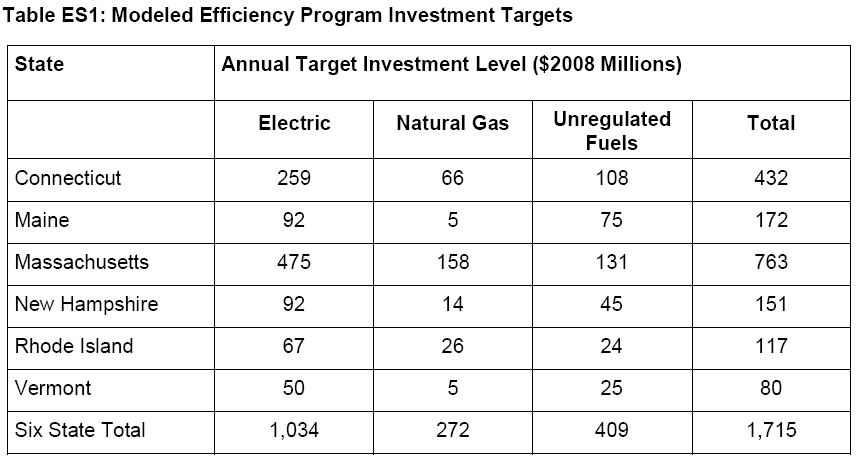 Table ES1: Modeled Efficiency Program Investment Targets
State Annual Target Investment Level ($2008 Millions)
Electric Natural Gas Unregulated Fuels Total
Connecticut 259 66 108 432
Maine 92 5 75 172
Massachusetts 475 158 131 763
New Hampshire 92 14 45 151
Rhode Island 67 26 24 117
Vermont 50 5 25 80
Six State Total 1,034 272 409 1,715